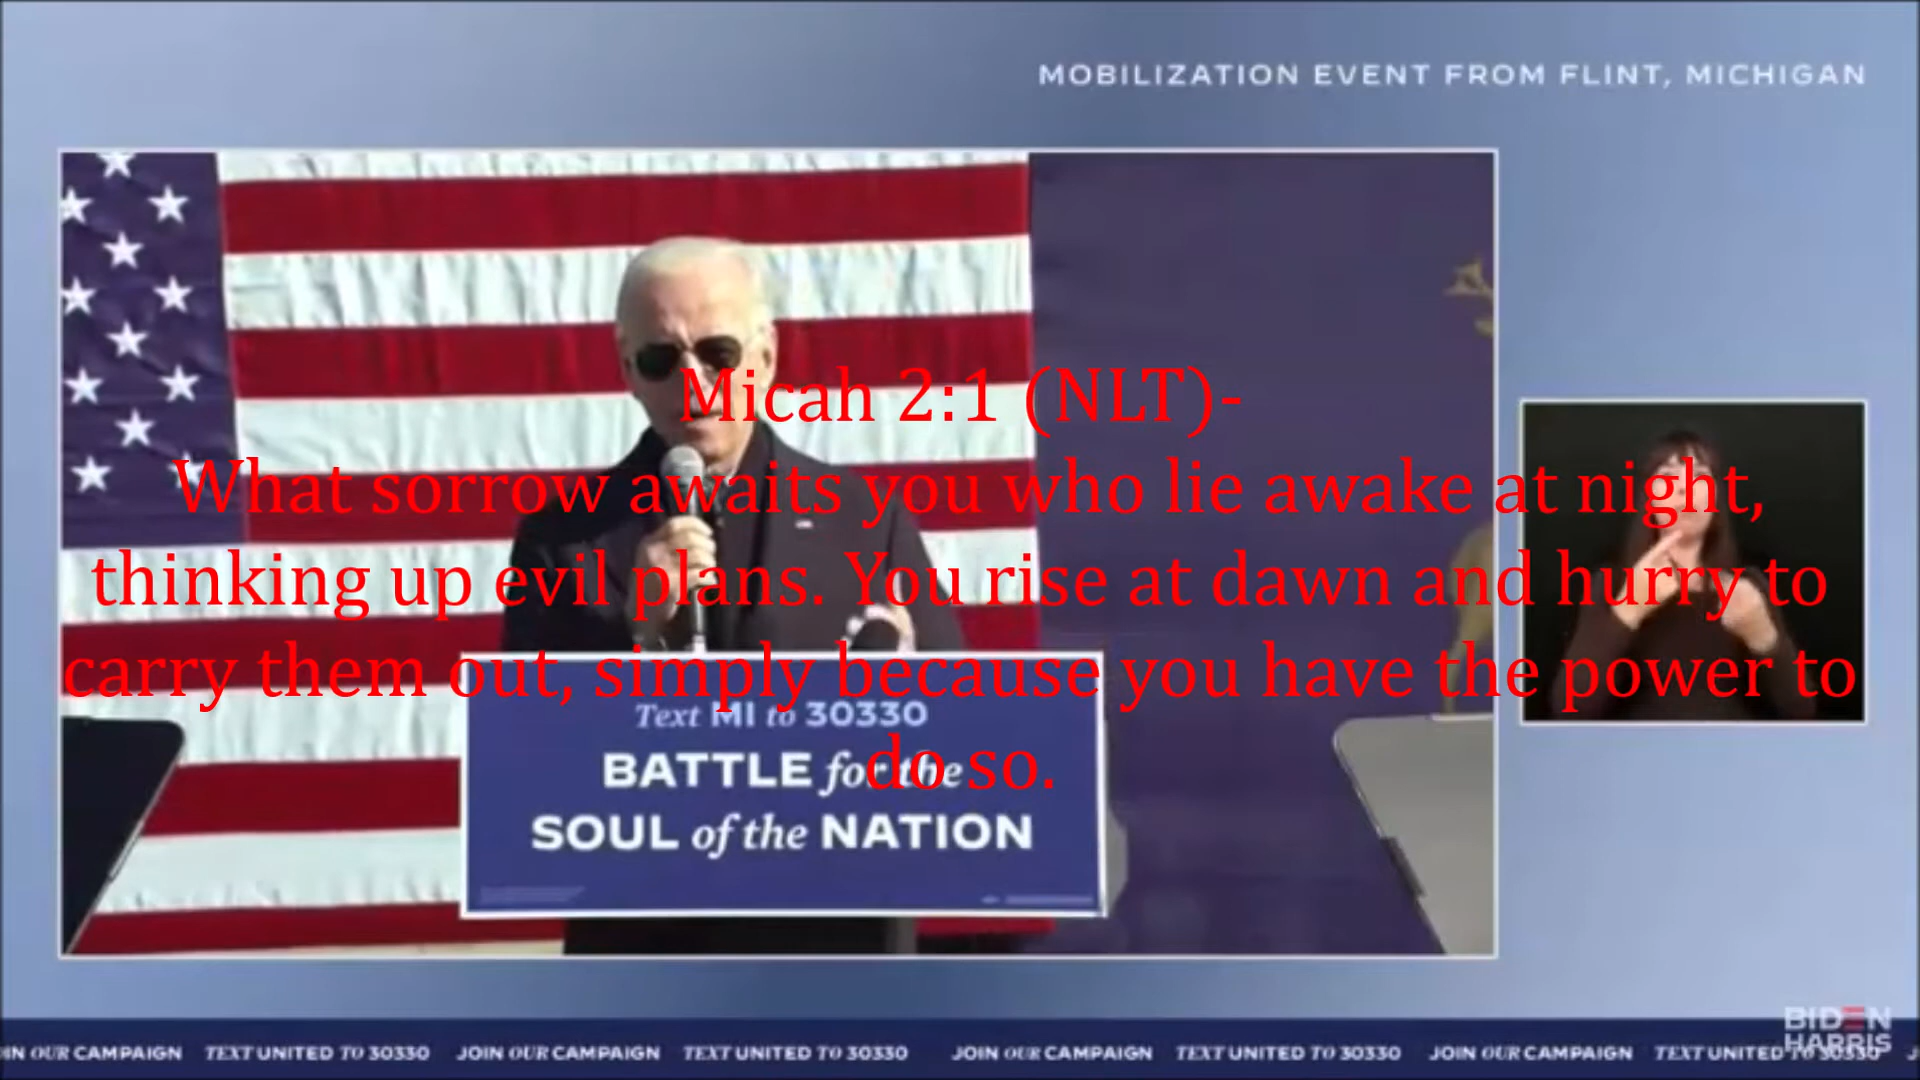 MOBILIZATION EVENT FROM FLINT, MICHIGAN
Micah 2:1 (NLT)-
What sorrow awaits you who lie awake at night,
thinking up evil plans. You rise at dawn and hurry to
carry them out, simply because you have the power to
do so.
Text MI to 30330
BATTLE for the
SOUL of the NATION
BIDEN
HARRIS
IN OUR CAMPAIGN TEXT UNITED TO 30330 JOIN OUR CAMPAIGN TEXT UNITED TO 30330 JOIN OUR CAMPAIGN TEXT UNITED TO 30330 JOIN OUR CAMPAIGN TEXT UNITED TO 30330 J